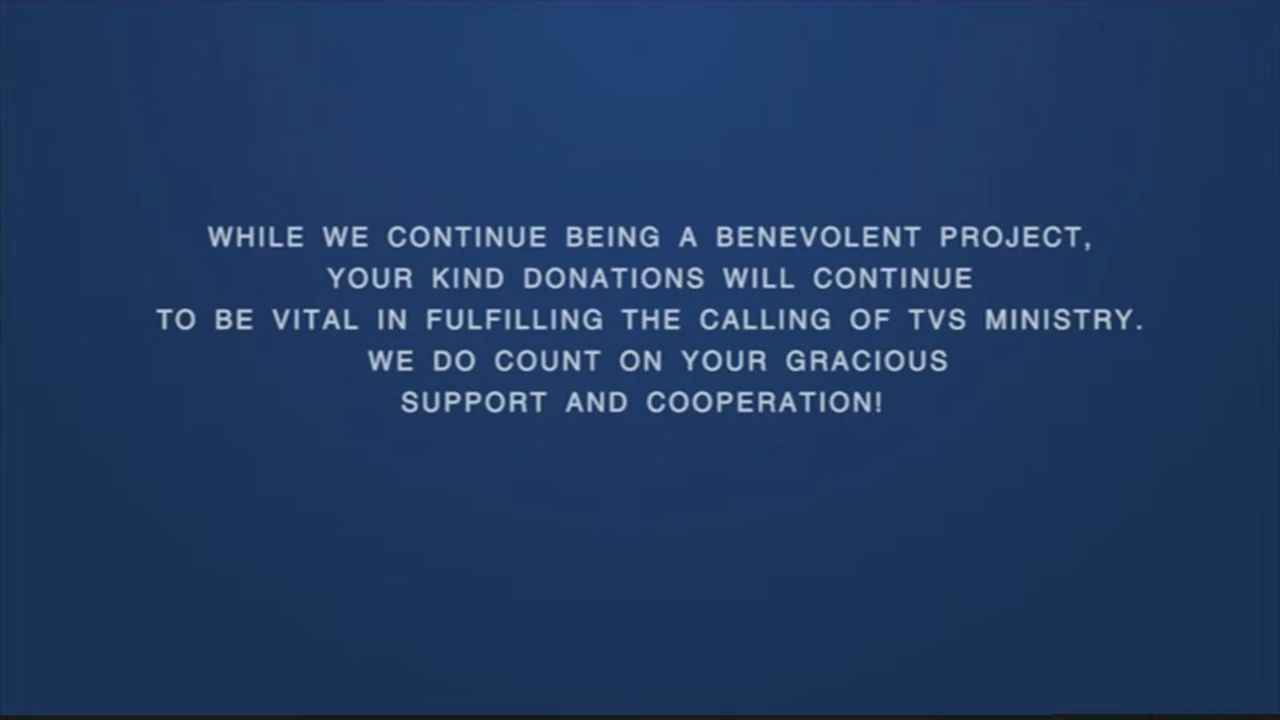 WHILE WE CONTINUE BEING A BENEVOLENT PROJECT,
YOUR KIND DONATIONS WILL CONTINUE
TO BE VITAL IN FULFILLING THE CALLING OF TVS MINISTRY.
WE DO COUNT ON YOUR GRACIOUS
SUPPORT AND COOPERATION!